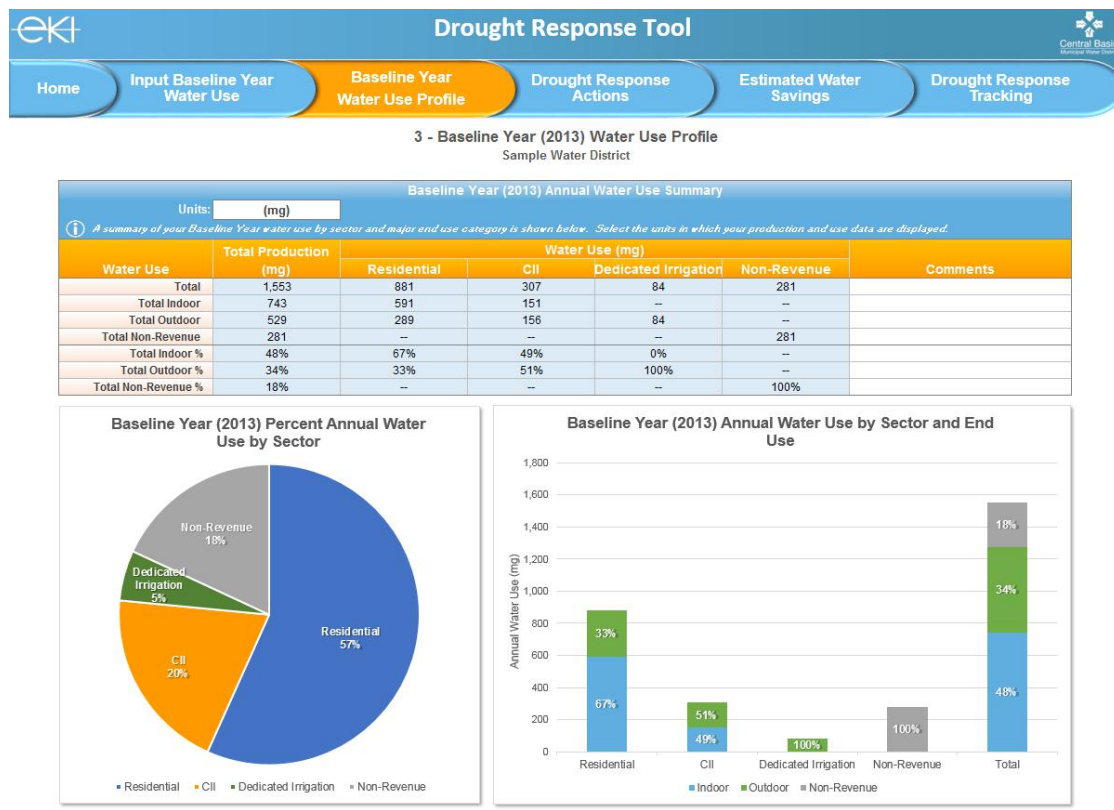 eki
Drought Response Tool
Central Basin
Municipal Water District
Home
Input Baseline Year
Water Use
Baseline Year
Water Use Profile
Drought Response
Actions
Estimated Water
Savings
Drought Response
Tracking
3 - Baseline Year (2013) Water Use Profile
Sample Water District
Baseline Year (2013) Annual Water Use Summary
Units: (mg)
A summary of your Baseline Year water use by sector and major end use category is shown below. Select the units in which your production and use data are displayed.
Total Production Water Use (mg)
Water Use (mg) Residential CII Dedicated Irrigation Non-Revenue Comments
Total 1,553 881 307 84 281
Total Indoor 743 591 151 -- --
Total Outdoor 529 289 156 84 --
Total Non-Revenue 281 -- -- -- 281
Total Indoor % 48% 67% 49% 0% --
Total Outdoor % 34% 33% 51% 100% --
Total Non-Revenue % 18% -- -- -- 100%
Baseline Year (2013) Percent Annual Water
Use by Sector
Non-Revenue
18%
Dedicated
Irrigation
5%
Residential
57%
CII
20%
Residential CII Dedicated Irrigation Non-Revenue
Baseline Year (2013) Annual Water Use by Sector and End
Use
Annual Water Use (mg)
1,800
1,600
1,400
1,200
1,000
800
600
400
200
0
33%
67%
51%
49%
100%
100%
18%
34%
48%
Residential CII Dedicated Irrigation Non-Revenue Total
Indoor Outdoor Non-Revenue